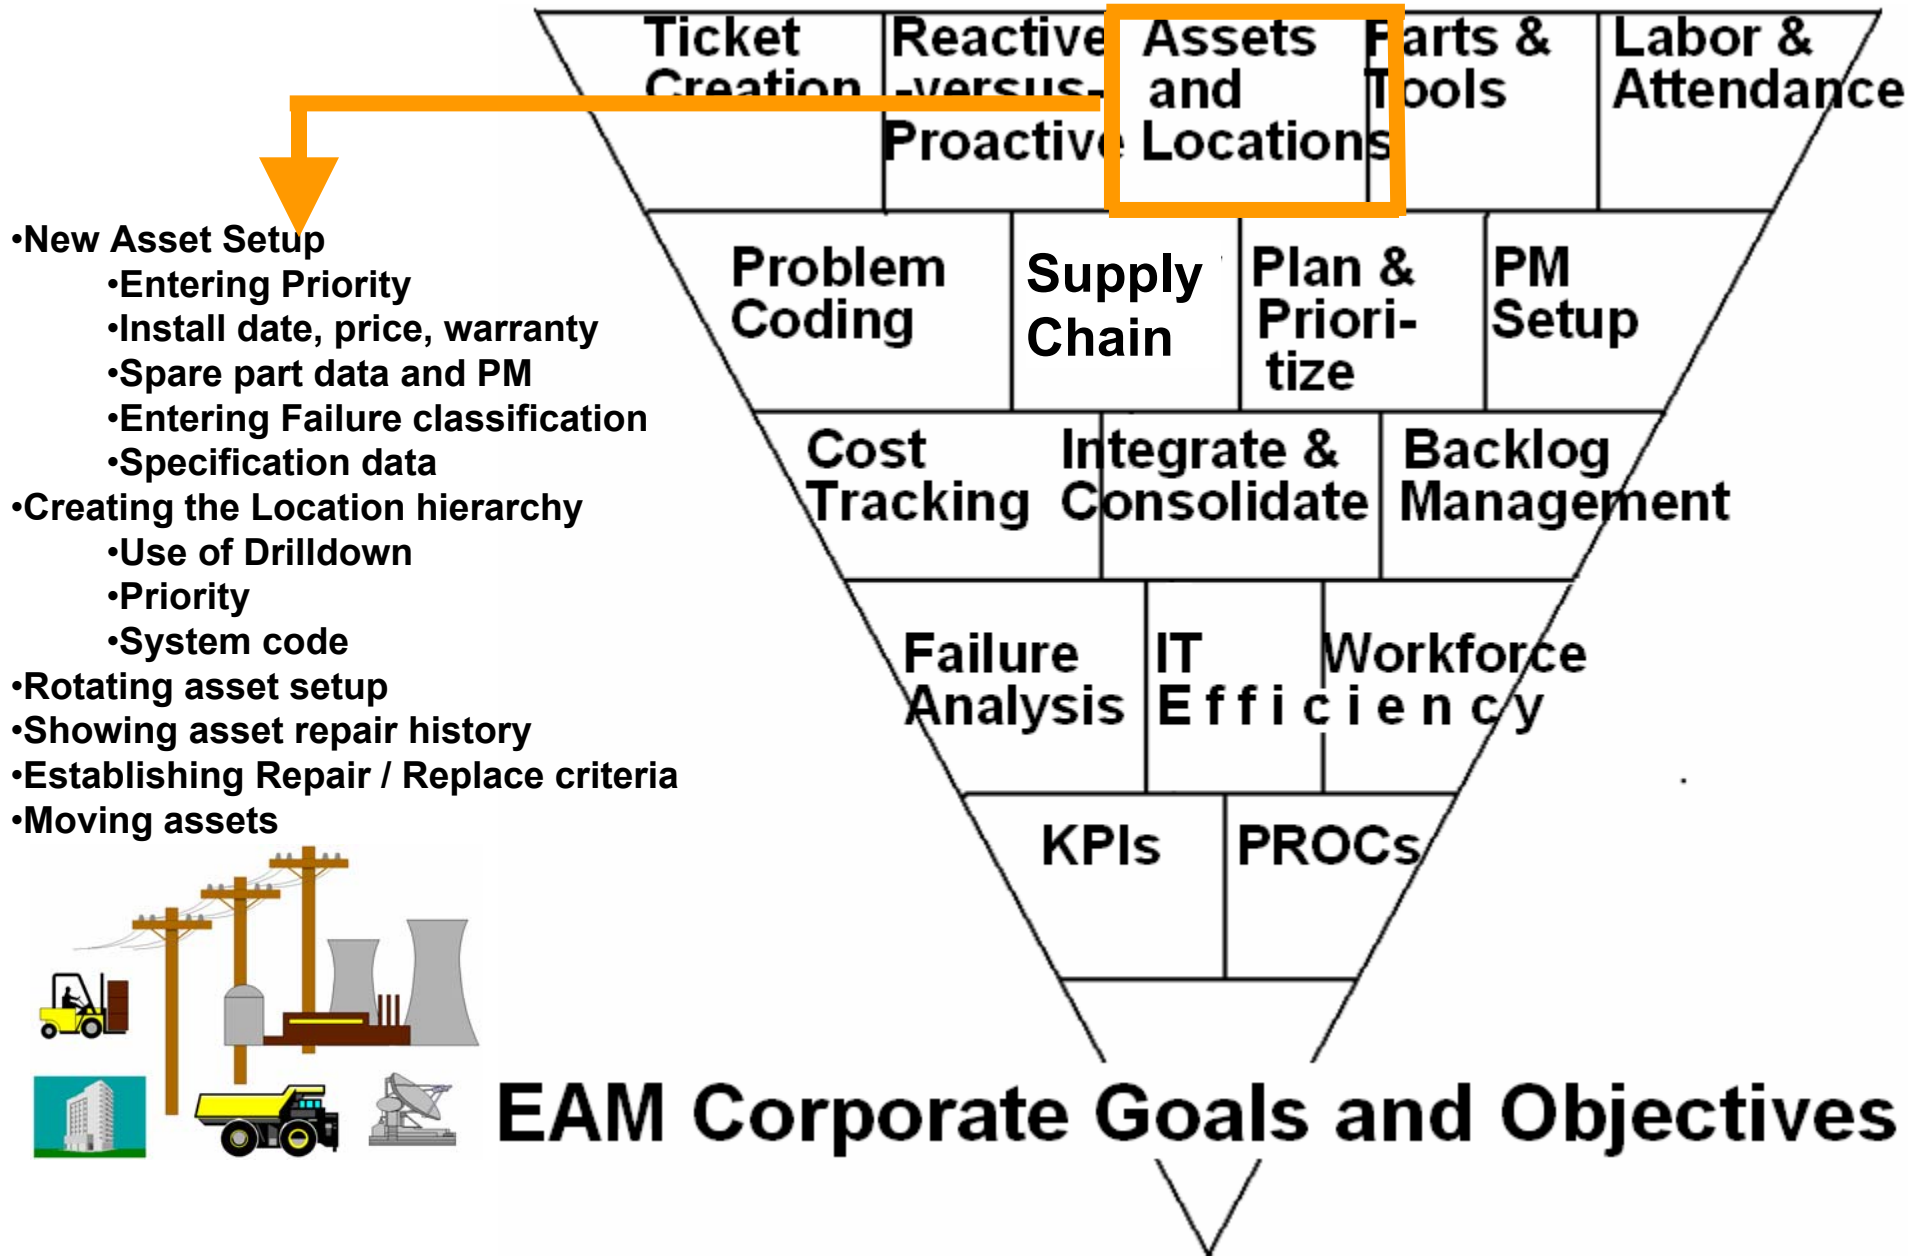 Ticket
Creation
Reactive
-versus-
Proactive
Assets
and
Locations
Parts &
Tools
Labor &
Attendance
•New Asset Setup
•Entering Priority
•Install date, price, warranty
•Spare part data and PM
•Entering Failure classification
•Specification data
•Creating the Location hierarchy
•Use of Drilldown
•Priority
•System code
•Rotating asset setup
•Showing asset repair history
•Establishing Repair / Replace criteria
•Moving assets
Problem
Coding
Supply
Chain
Plan &
Priori-
tize
PM
Setup
Cost
Tracking
Integrate &
Consolidate
Backlog
Management
Failure
Analysis
IT Workforce
E f f i c i e n c y
KPIs
PROCs
EAM Corporate Goals and Objectives